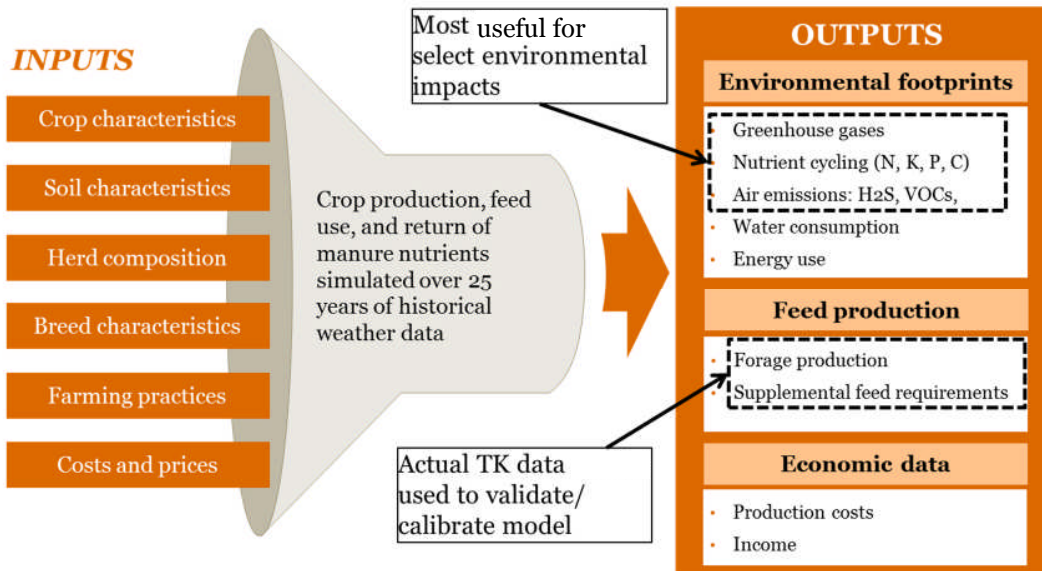 INPUTS
Crop characteristics
Soil characteristics
Herd composition
Breed characteristics
Farming practices
Costs and prices
Crop production, feed
use, and return of
manure nutrients
simulated over 25
years of historical
weather data
Most useful for
select environmental
impacts
Actual TK data
used to validate/
calibrate model
OUTPUTS
Environmental footprints
• Greenhouse gases
• Nutrient cycling (N, K, P, C)
• Air emissions: H2S, VOCs,
• Water consumption
• Energy use
Feed production
• Forage production
• Supplemental feed requirements
Economic data
• Production costs
• Income